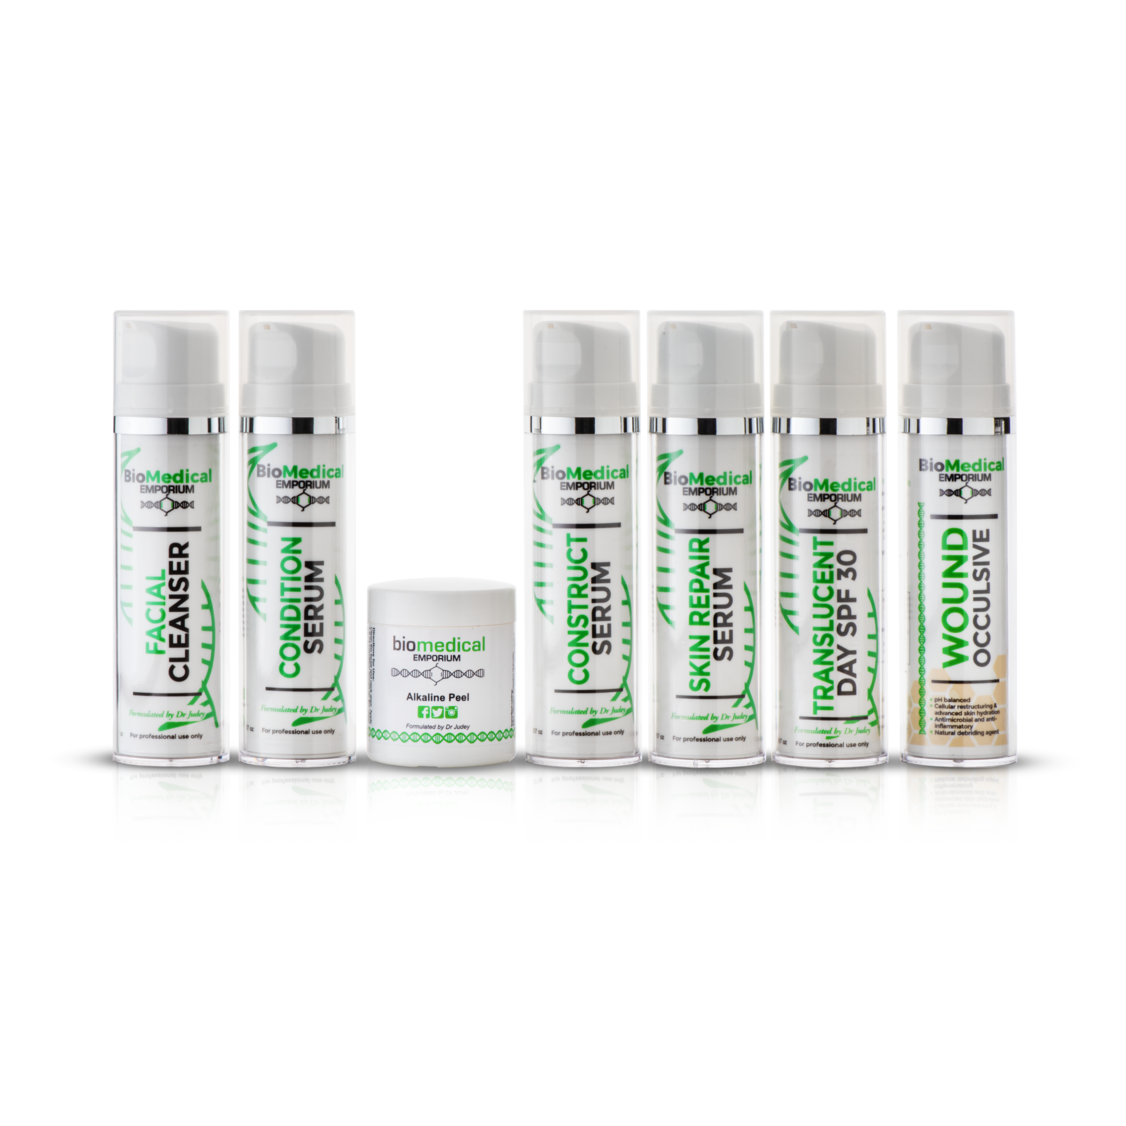 BioMedical
EMPORIUM
FACIAL
CLEANSER
Formulated by Dr Judey
For professional use only
BioMedical
EMPORIUM
CONDITION
SERUM
Formulated by Dr Judey
For professional use only
biomedical
EMPORIUM
Alkaline Peel
Formulated by Dr Judey
BioMedical
EMPORIUM
CONSTRUCT
SERUM
Formulated by Dr Judey
For professional use only
BioMedical
EMPORIUM
SKIN REPAIR
SERUM
Formulated by Dr Judey
For professional use only
BioMedical
EMPORIUM
TRANSLUCENT
DAY SPF 30
Formulated by Dr Judey
For professional use only
BioMedical
EMPORIUM
WOUND
OCCULSIVE
pH balanced
Cellular restructuring &
advanced skin hydration
Antimicrobial and anti-
inflammatory
Natural debriding agent